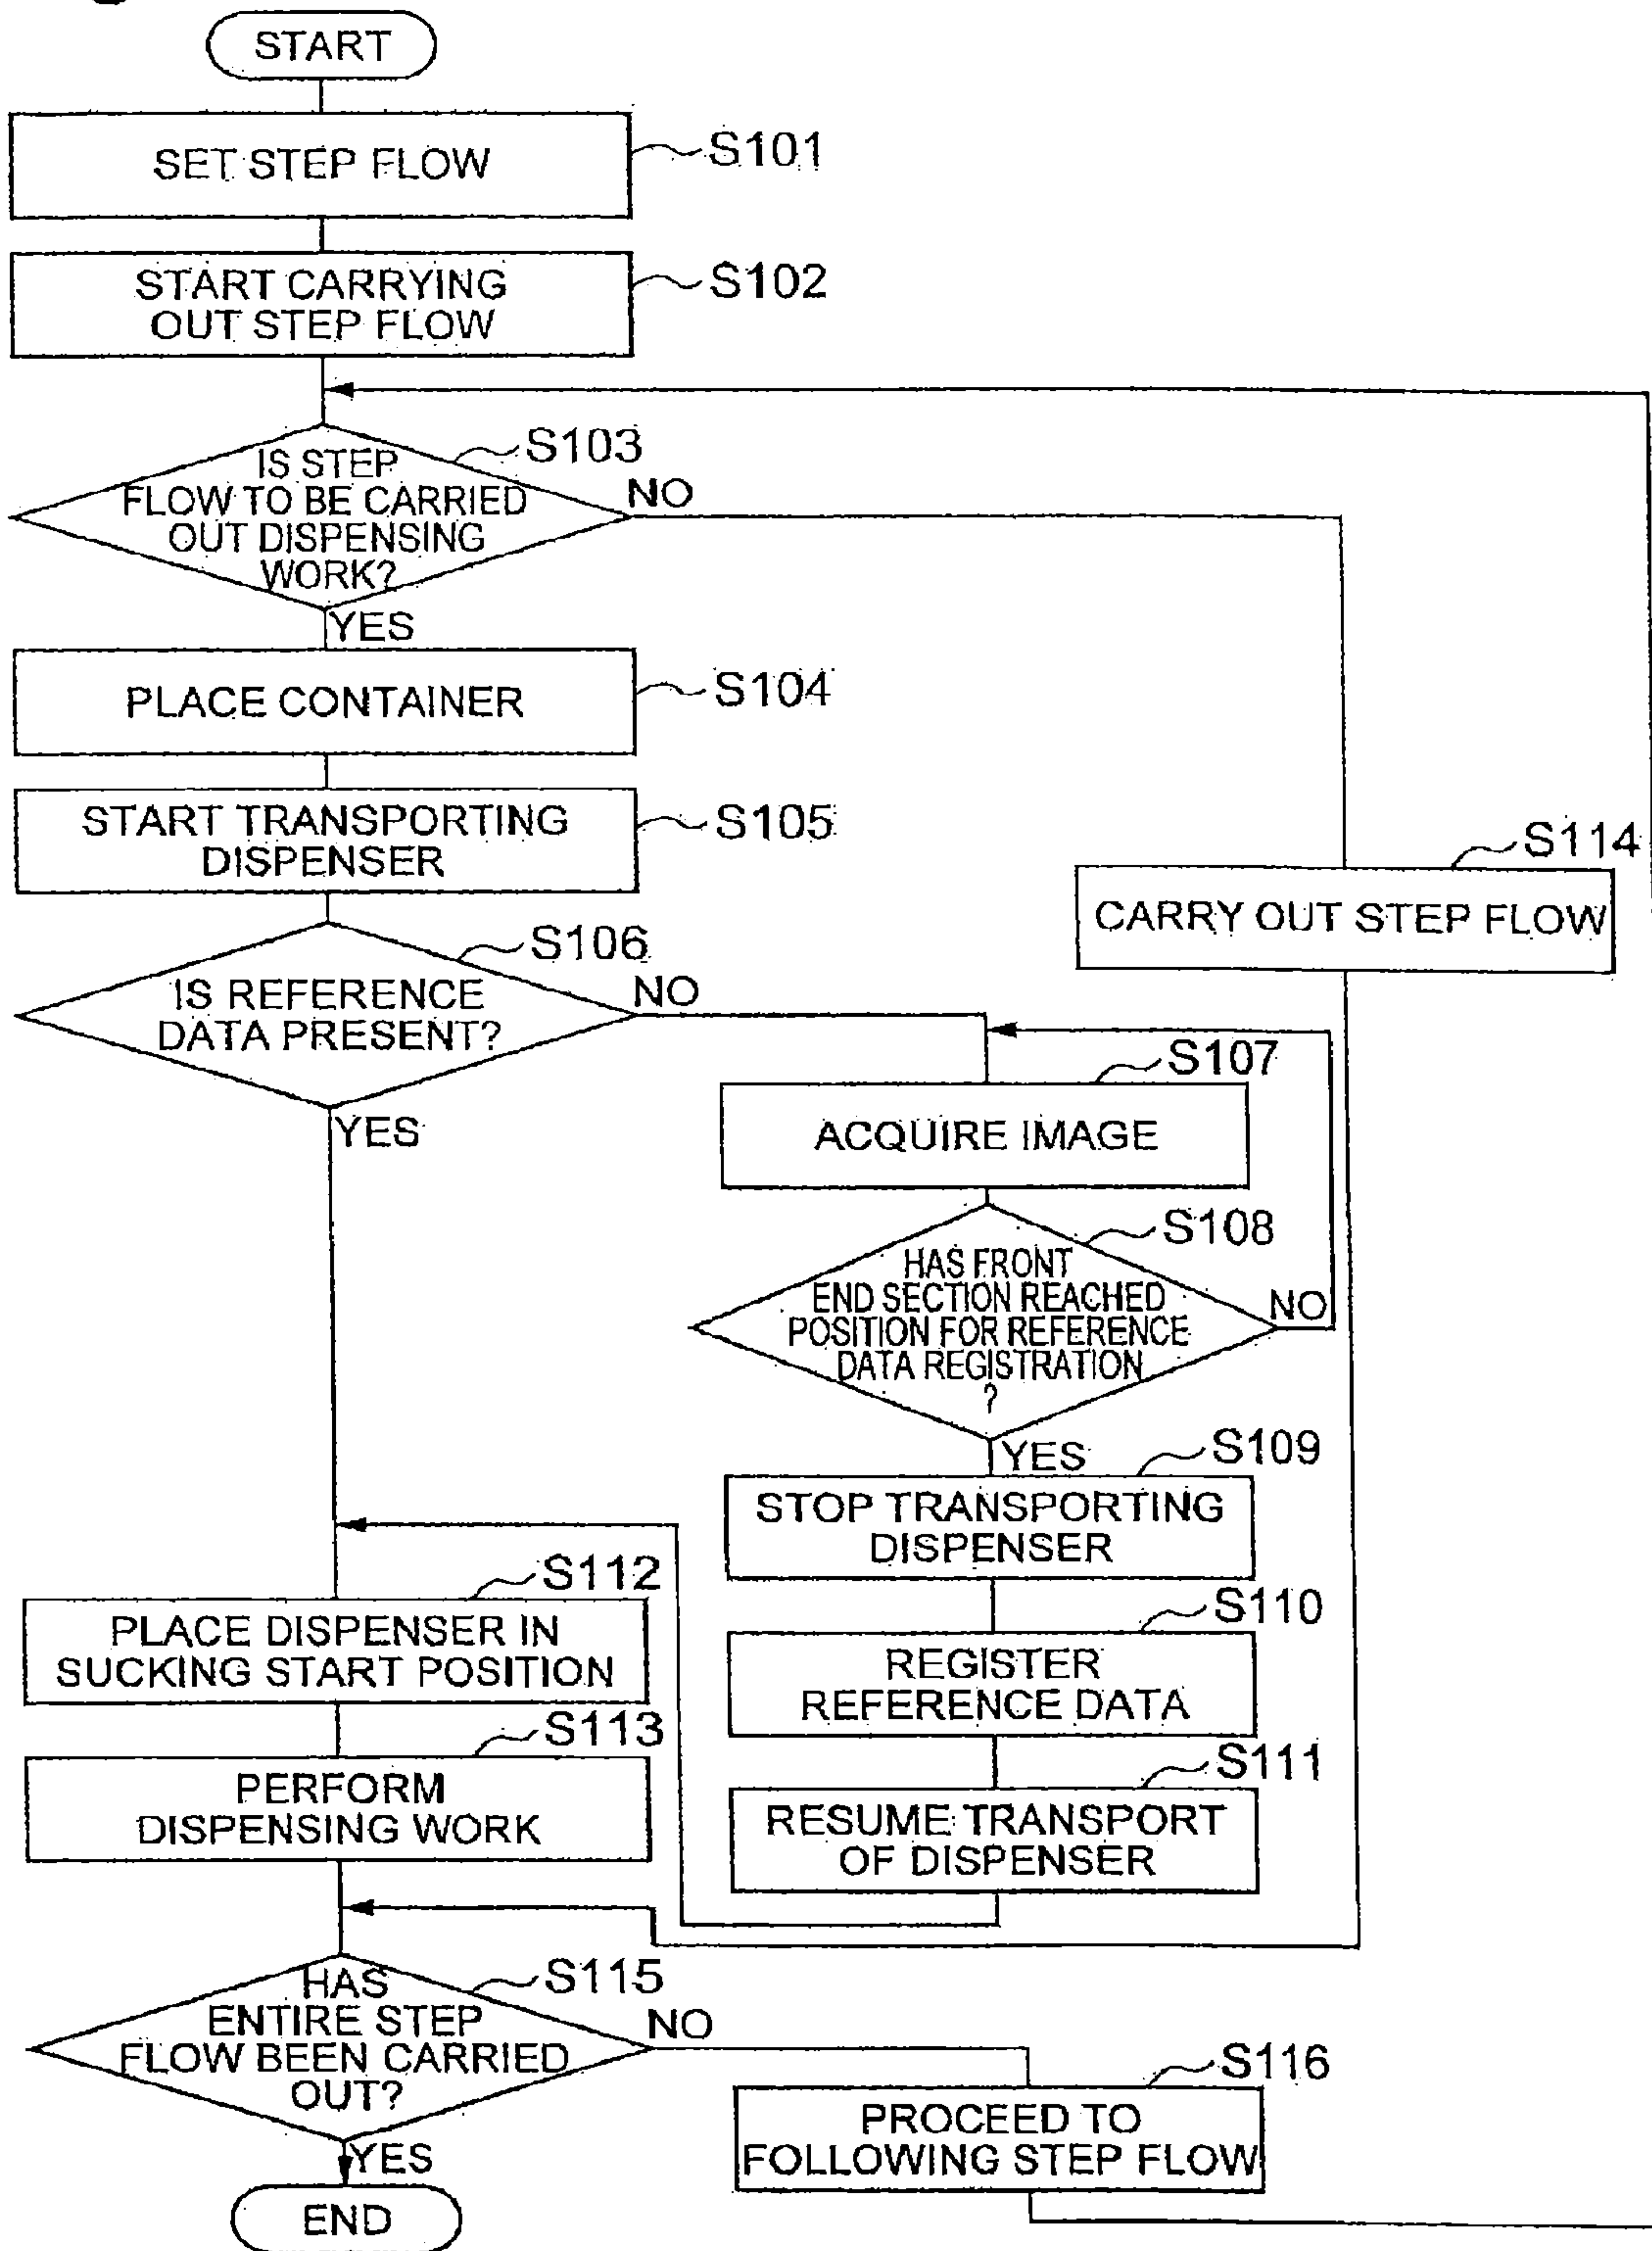 START
SET STEP FLOW
S101
START CARRYING
OUT STEP FLOW
S102
IS STEP
FLOW TO BE CARRIED
OUT DISPENSING
WORK?
S103
NO
YES
PLACE CONTAINER
S104
START TRANSPORTING
DISPENSER
S105
S114
CARRY OUT STEP FLOW
IS REFERENCE
DATA PRESENT?
S106
NO
YES
S107
ACQUIRE IMAGE
S108
HAS FRONT
END SECTION REACHED
POSITION FOR REFERENCE
DATA REGISTRATION
?
NO
YES
S109
STOP TRANSPORTING
DISPENSER
S110
REGISTER
REFERENCE DATA
S111
RESUME TRANSPORT
OF DISPENSER
S112
PLACE DISPENSER IN
SUCKING START POSITION
S113
PERFORM
DISPENSING WORK
S115
HAS
ENTIRE STEP
FLOW BEEN CARRIED
OUT?
NO
YES
S116
PROCEED TO
FOLLOWING STEP FLOW
END